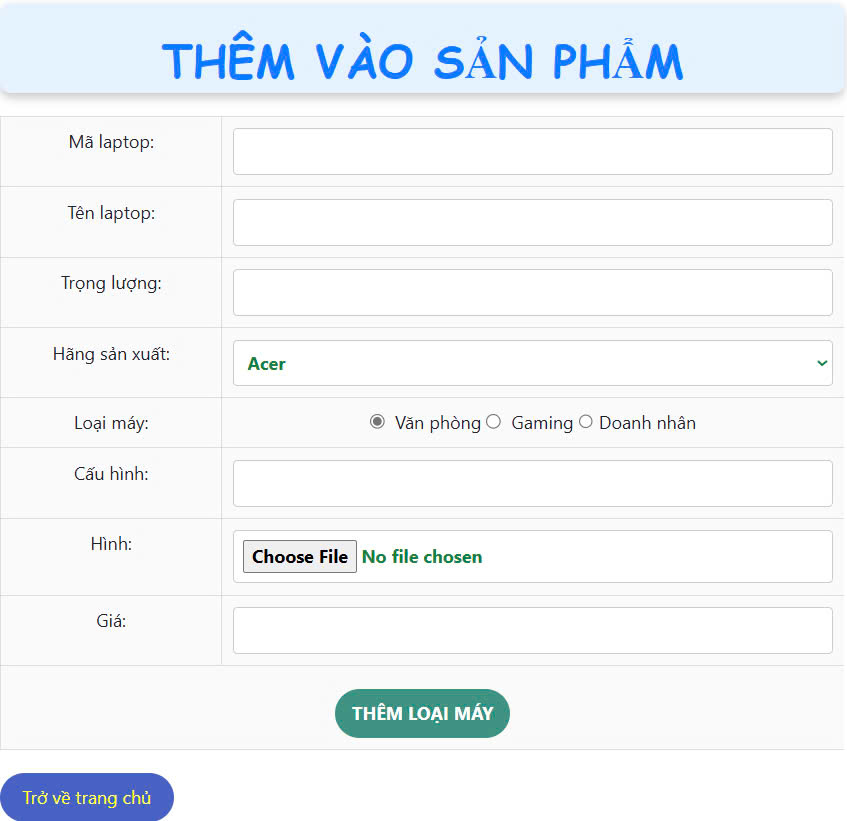 THÊM VÀO SẢN PHẨM
Mã laptop:
Tên laptop:
Trọng lượng:
Hãng sản xuất:
Acer
Loại máy:
Văn phòng Gaming Doanh nhân
Cấu hình:
Hình:
Choose File No file chosen
Giá:
THÊM LOẠI MÁY
Trở về trang chủ